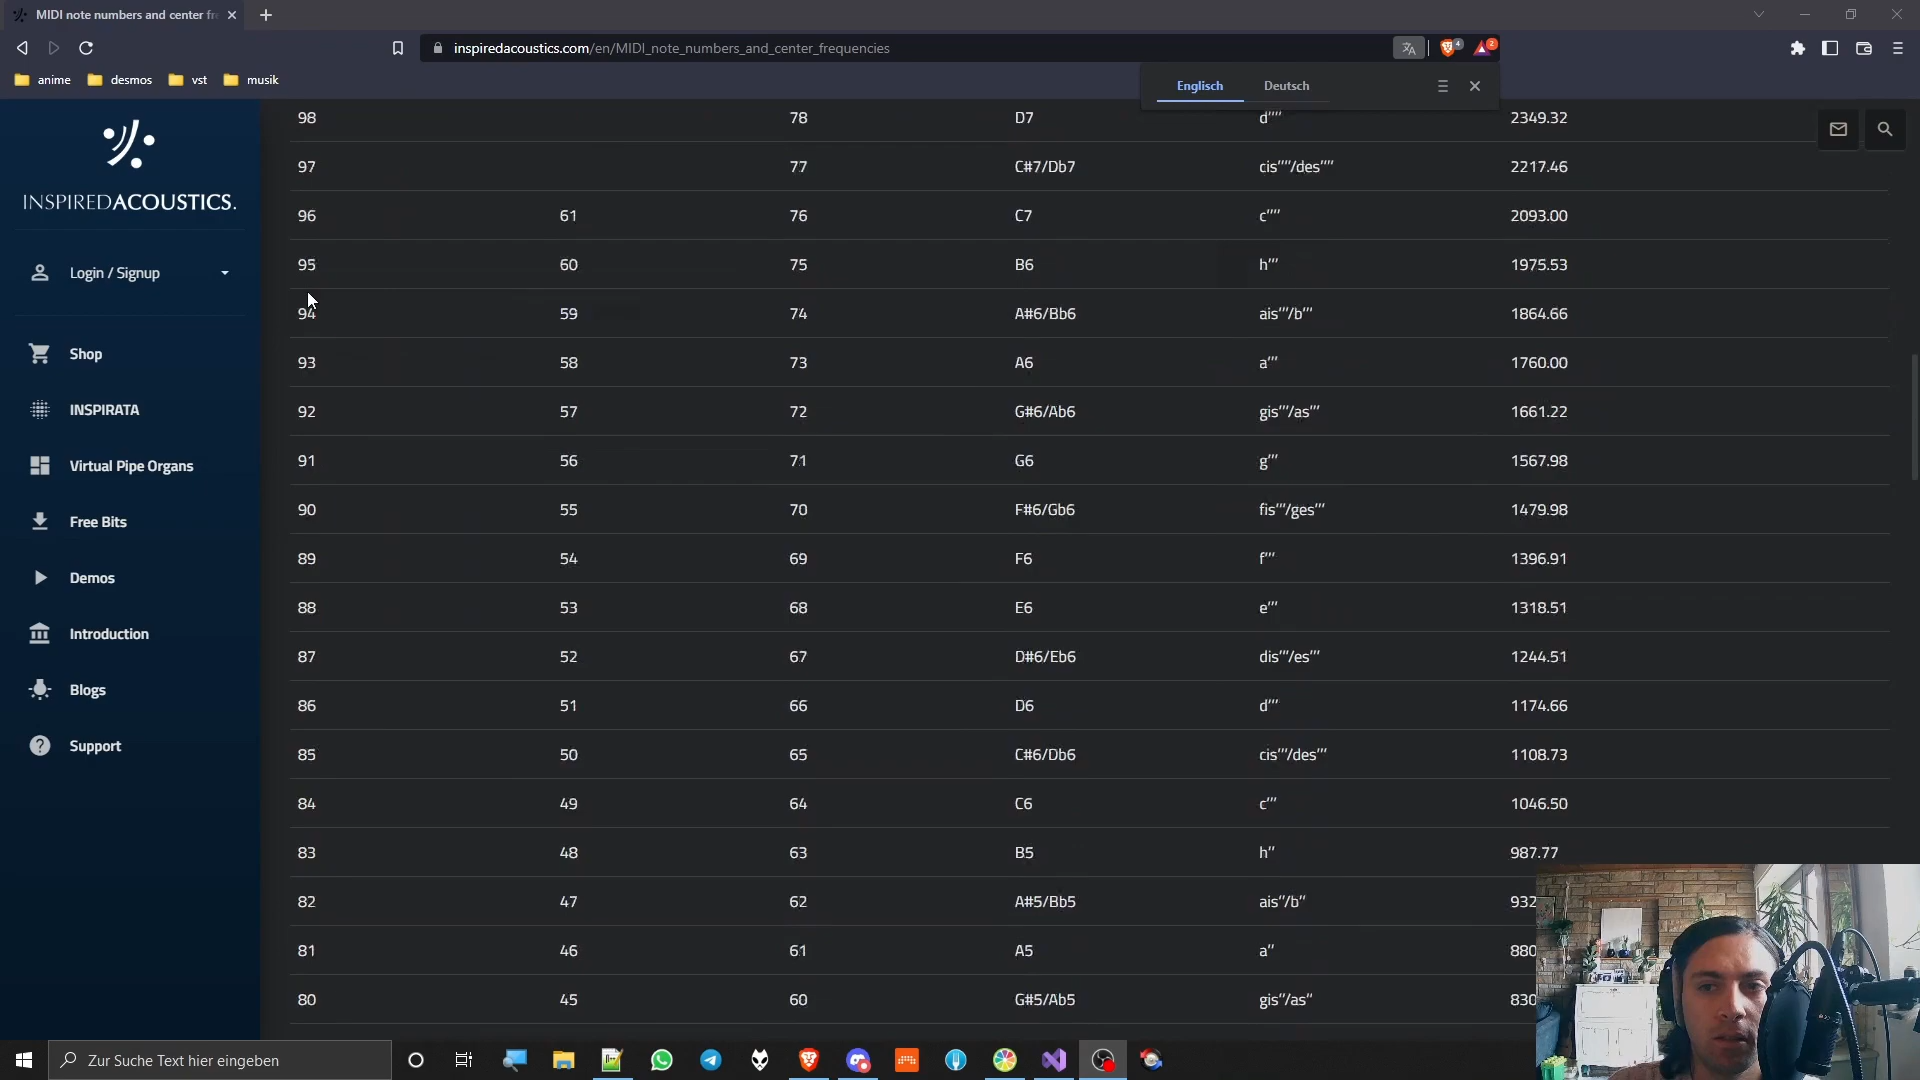 MIDI note numbers and center fr
inspiredacoustics.com/en/MIDI_note_numbers_and_center_frequencies
4
2
anime desmos vst musik
Englisch Deutsch
INSPIREDACOUSTICS.
Login / Signup
Shop
INSPIRATA
Virtual Pipe Organs
Free Bits
Demos
Introduction
Blogs
Support
98 78 D7 d'''' 2349.32
97 77 C#7/Db7 cis''''/des'''' 2217.46
96 61 76 C7 c'''' 2093.00
95 60 75 B6 h''' 1975.53
94 59 74 A#6/Bb6 ais'''/b''' 1864.66
93 58 73 A6 a''' 1760.00
92 57 72 G#6/Ab6 gis'''/as''' 1661.22
91 56 71 G6 g''' 1567.98
90 55 70 F#6/Gb6 fis'''/ges''' 1479.98
89 54 69 F6 f''' 1396.91
88 53 68 E6 e''' 1318.51
87 52 67 D#6/Eb6 dis'''/es''' 1244.51
86 51 66 D6 d''' 1174.66
85 50 65 C#6/Db6 cis'''/des''' 1108.73
84 49 64 C6 c''' 1046.50
83 48 63 B5 h'' 987.77
82 47 62 A#5/Bb5 ais''/b'' 932
81 46 61 A5 a'' 880
80 45 60 G#5/Ab5 gis''/as'' 830
Zur Suche Text hier eingeben